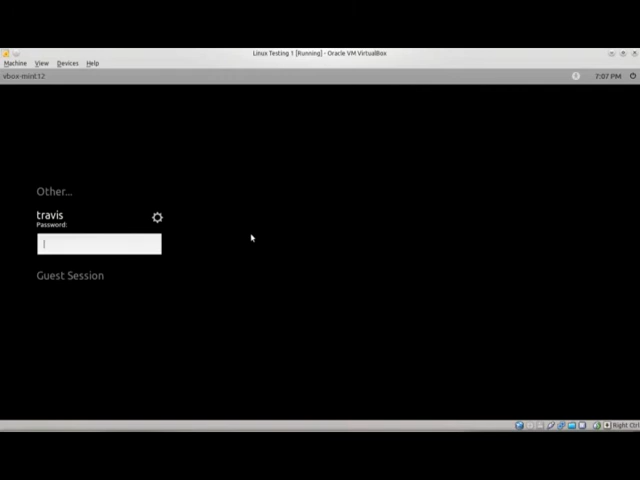 Linux Testing 1 [Running] - Oracle VM VirtualBox
Machine View Devices Help
vbox-mint12 7:07 PM
Other...
travis
Password:
Guest Session
Right Ctrl